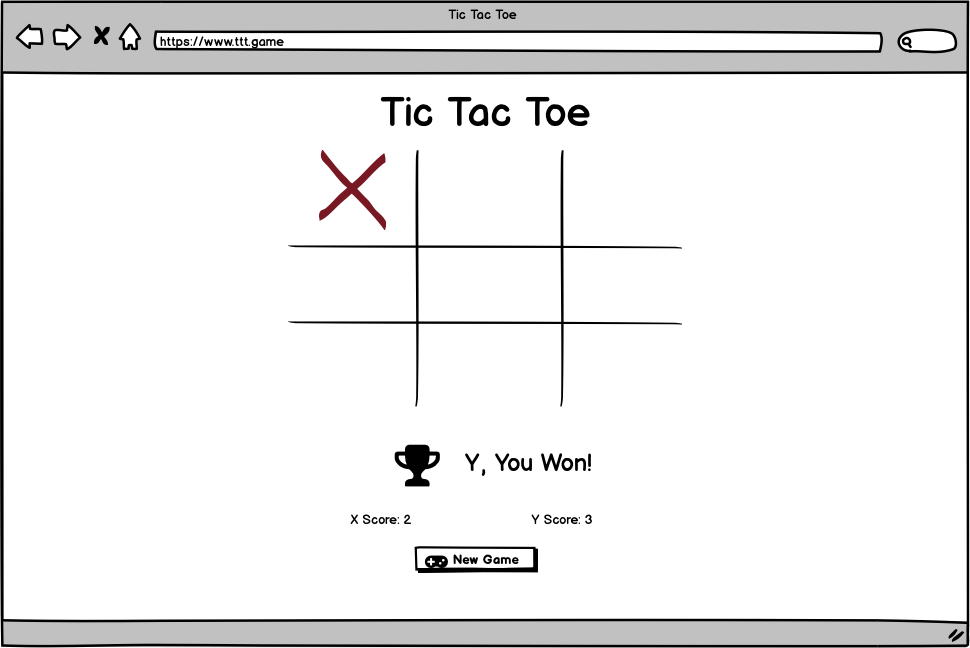 Tic Tac Toe
https://www.ttt.game
Tic Tac Toe
Y, You Won!
X Score: 2
Y Score: 3
New Game